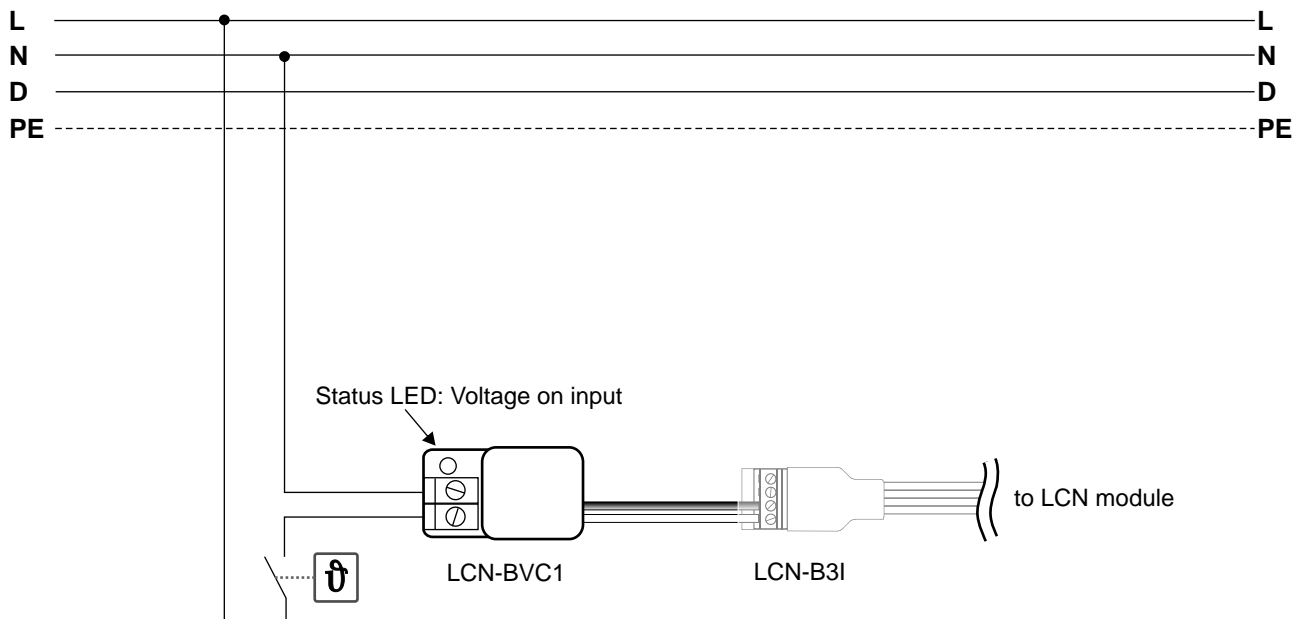 L L
N N
D D
PE PE
Status LED: Voltage on input
to LCN module
ϑ
LCN-BVC1 LCN-B3I